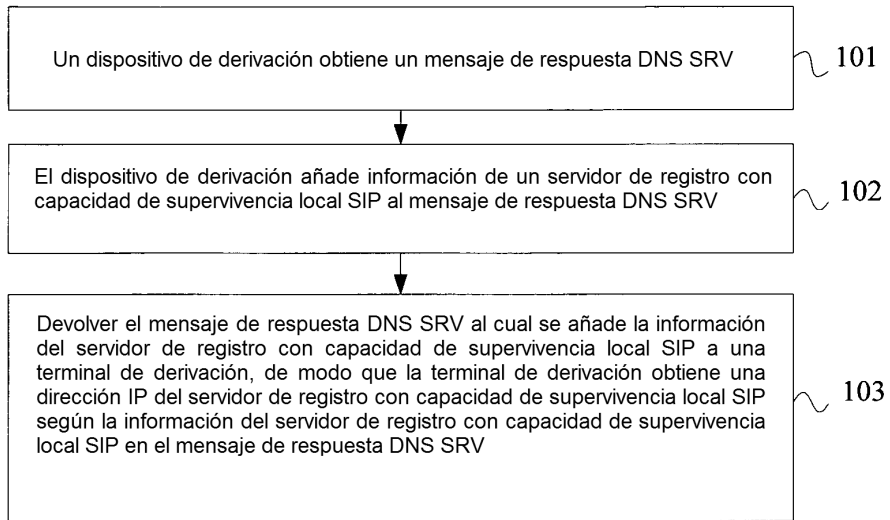 Un dispositivo de derivación obtiene un mensaje de respuesta DNS SRV
101
El dispositivo de derivación añade información de un servidor de registro con
capacidad de supervivencia local SIP al mensaje de respuesta DNS SRV
102
Devolver el mensaje de respuesta DNS SRV al cual se añade la información
del servidor de registro con capacidad de supervivencia local SIP a una
terminal de derivación, de modo que la terminal de derivación obtiene una
dirección IP del servidor de registro con capacidad de supervivencia local SIP
según la información del servidor de registro con capacidad de supervivencia
local SIP en el mensaje de respuesta DNS SRV
103